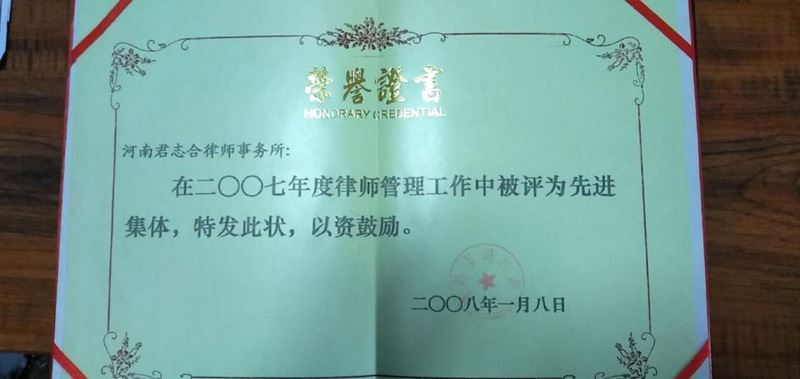 榮譽證書
HONORARY CREDENTIAL
河南君志合律师事务所：
在二〇〇七年度律师管理工作中被评为先进
集体，特发此状，以资鼓励。
二〇〇八年一月八日